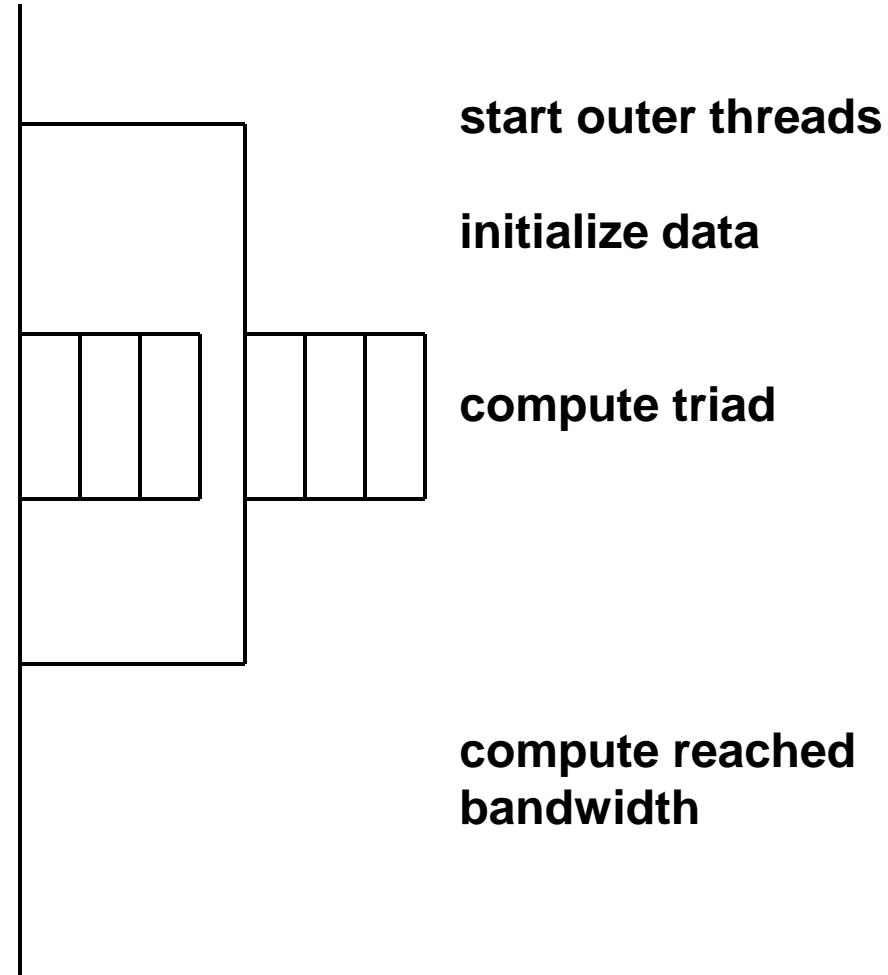 start outer threads
initialize data
compute triad
compute reached
bandwidth